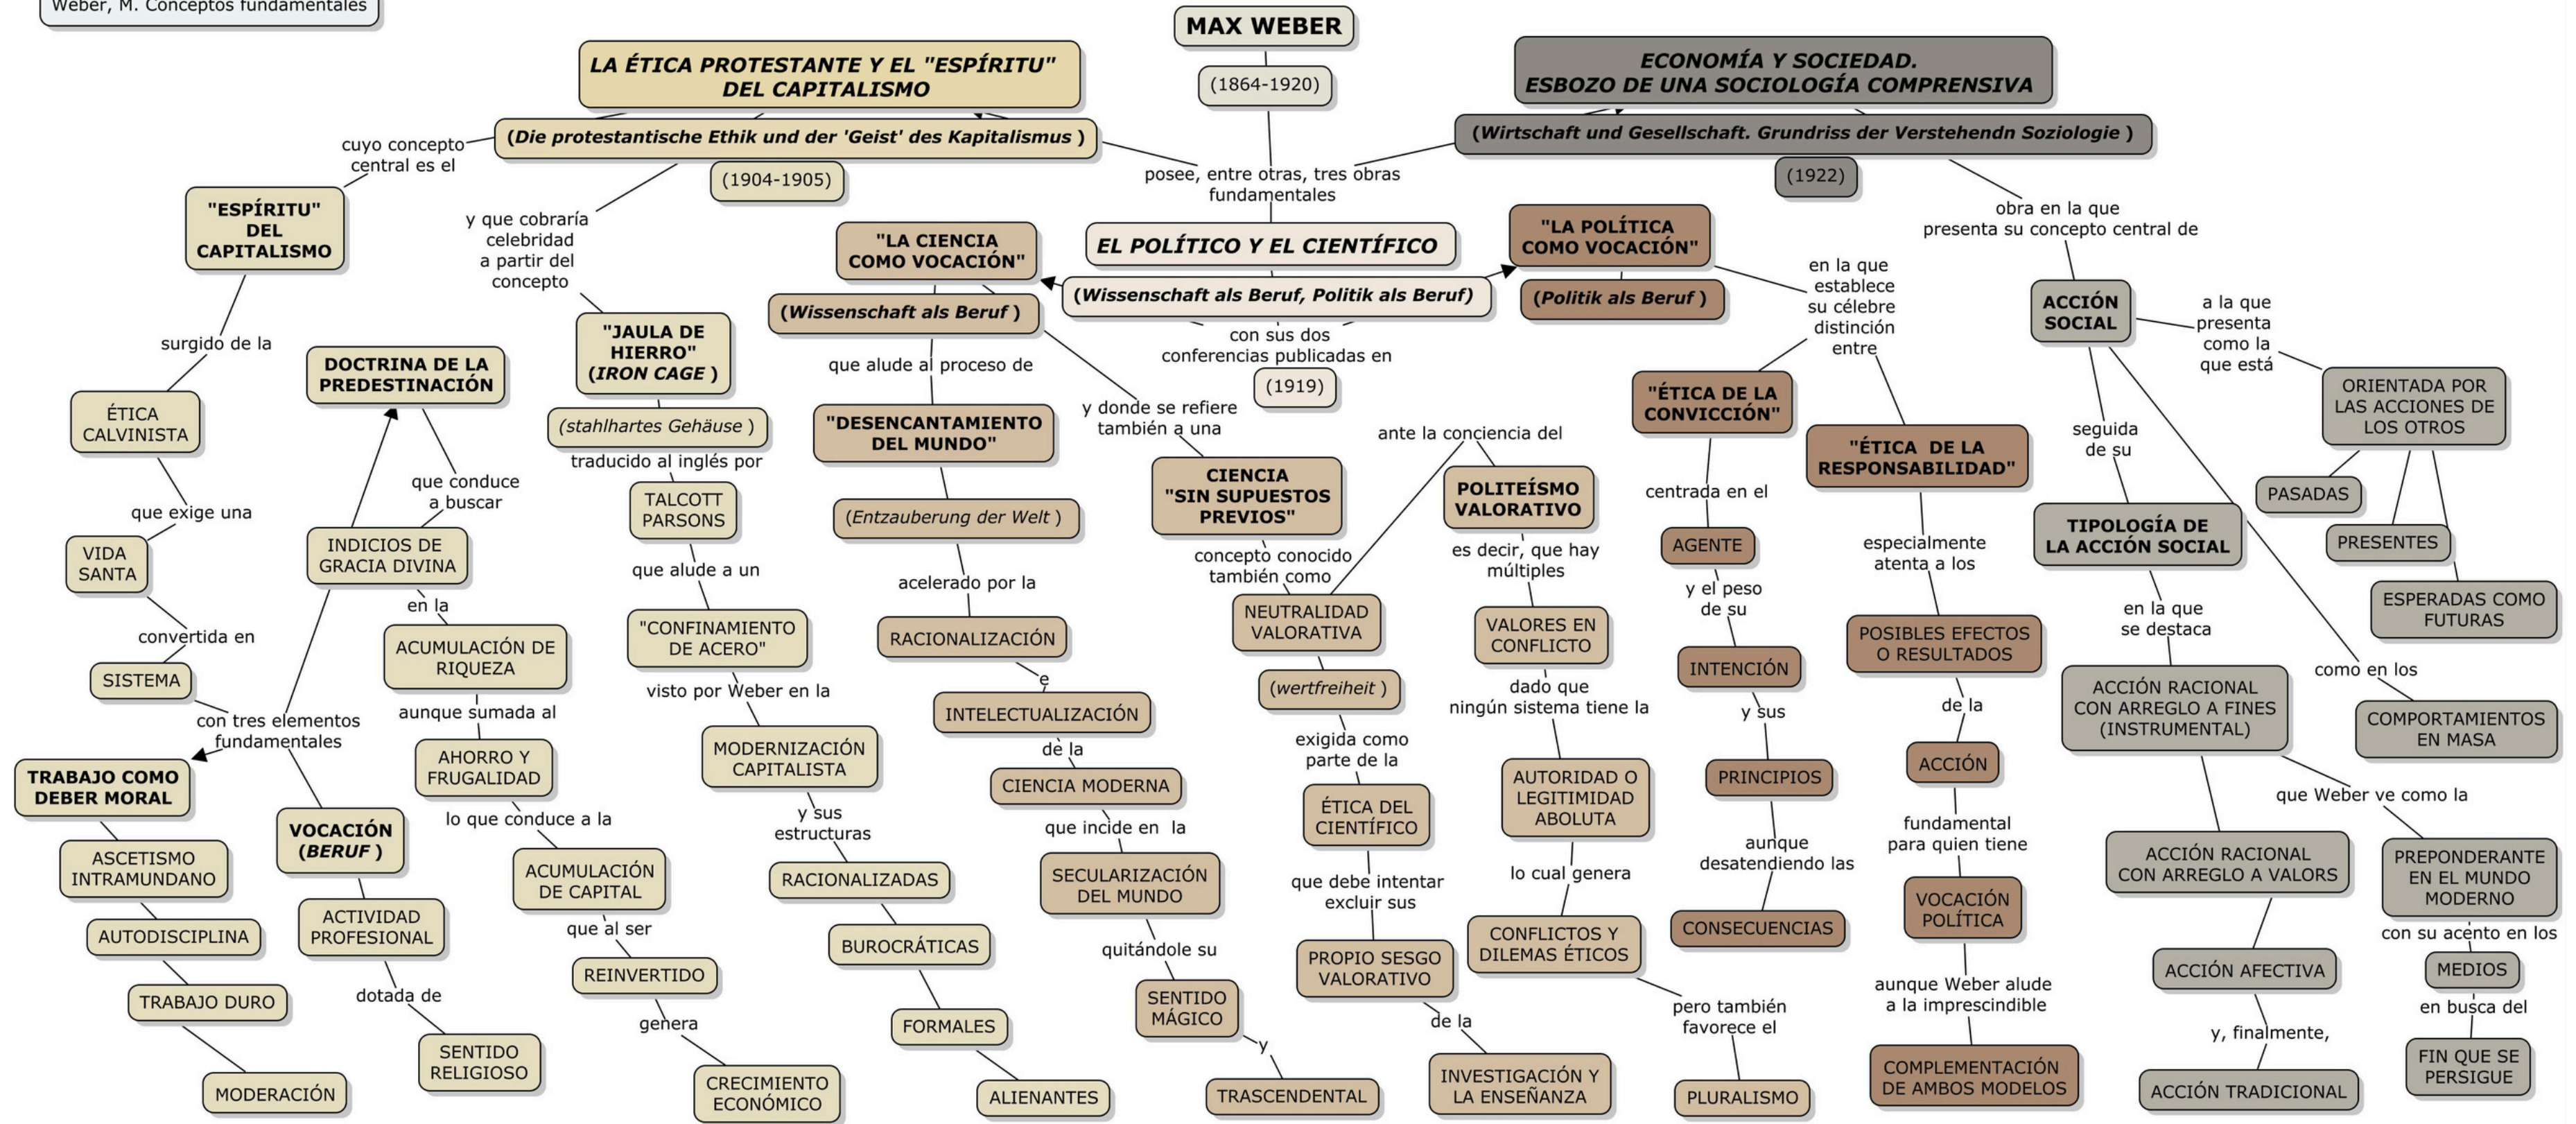 Weber, M. Conceptos fundamentales
MAX WEBER
(1864-1920)
posee, entre otras, tres obras
fundamentales
LA ÉTICA PROTESTANTE Y EL "ESPÍRITU"
DEL CAPITALISMO
(Die protestantische Ethik und der 'Geist' des Kapitalismus )
(1904-1905)
cuyo concepto
central es el
"ESPÍRITU"
DEL
CAPITALISMO
surgido de la
ÉTICA
CALVINISTA
que exige una
VIDA
SANTA
convertida en
SISTEMA
con tres elementos
fundamentales
TRABAJO COMO
DEBER MORAL
ASCETISMO
INTRAMUNDANO
AUTODISCIPLINA
TRABAJO DURO
MODERACIÓN
VOCACIÓN
(BERUF )
ACTIVIDAD
PROFESIONAL
dotada de
SENTIDO
RELIGIOSO
DOCTRINA DE LA
PREDESTINACIÓN
que conduce
a buscar
INDICIOS DE
GRACIA DIVINA
en la
ACUMULACIÓN DE
RIQUEZA
aunque sumada al
AHORRO Y
FRUGALIDAD
lo que conduce a la
ACUMULACIÓN
DE CAPITAL
que al ser
REINVERTIDO
genera
CRECIMIENTO
ECONÓMICO
y que cobraría
celebridad
a partir del
concepto
"JAULA DE
HIERRO"
(IRON CAGE )
(stahlhartes Gehäuse )
traducido al inglés por
TALCOTT
PARSONS
que alude a un
"CONFINAMIENTO
DE ACERO"
visto por Weber en la
MODERNIZACIÓN
CAPITALISTA
y sus
estructuras
RACIONALIZADAS
BUROCRÁTICAS
FORMALES
ALIENANTES
EL POLÍTICO Y EL CIENTÍFICO
(Wissenschaft als Beruf, Politik als Beruf)
con sus dos
conferencias publicadas en
(1919)
"LA CIENCIA
COMO VOCACIÓN"
(Wissenschaft als Beruf )
que alude al proceso de
"DESENCANTAMIENTO
DEL MUNDO"
(Entzauberung der Welt )
acelerado por la
RACIONALIZACIÓN
e
INTELECTUALIZACIÓN
de la
CIENCIA MODERNA
que incide en la
SECULARIZACIÓN
DEL MUNDO
quitándole su
SENTIDO
MÁGICO
y
TRASCENDENTAL
y donde se refiere
también a una
CIENCIA
"SIN SUPUESTOS
PREVIOS"
concepto conocido
también como
NEUTRALIDAD
VALORATIVA
(wertfreiheit )
exigida como
parte de la
ÉTICA DEL
CIENTÍFICO
que debe intentar
excluir sus
PROPIO SESGO
VALORATIVO
de la
INVESTIGACIÓN Y
LA ENSEÑANZA
ante la conciencia del
POLITEÍSMO
VALORATIVO
es decir, que hay
múltiples
VALORES EN
CONFLICTO
dado que
ningún sistema tiene la
AUTORIDAD O
LEGITIMIDAD
ABOLUTA
lo cual genera
CONFLICTOS Y
DILEMAS ÉTICOS
pero también
favorece el
PLURALISMO
"LA POLÍTICA
COMO VOCACIÓN"
(Politik als Beruf )
en la que
establece
su célebre
distinción
entre
"ÉTICA DE LA
CONVICCIÓN"
centrada en el
AGENTE
y el peso
de su
INTENCIÓN
y sus
PRINCIPIOS
aunque
desatendiendo las
CONSECUENCIAS
"ÉTICA DE LA
RESPONSABILIDAD"
especialmente
atenta a los
POSIBLES EFECTOS
O RESULTADOS
de la
ACCIÓN
fundamental
para quien tiene
VOCACIÓN
POLÍTICA
aunque Weber alude
a la imprescindible
COMPLEMENTACIÓN
DE AMBOS MODELOS
ECONOMÍA Y SOCIEDAD.
ESBOZO DE UNA SOCIOLOGÍA COMPRENSIVA
(Wirtschaft und Gesellschaft. Grundriss der Verstehendn Soziologie )
(1922)
obra en la que
presenta su concepto central de
ACCIÓN
SOCIAL
a la que
presenta
como la
que está
ORIENTADA POR
LAS ACCIONES DE
LOS OTROS
PASADAS
PRESENTES
ESPERADAS COMO
FUTURAS
seguida
de su
TIPOLOGÍA DE
LA ACCIÓN SOCIAL
en la que
se destaca
ACCIÓN RACIONAL
CON ARREGLO A FINES
(INSTRUMENTAL)
como en los
COMPORTAMIENTOS
EN MASA
ACCIÓN RACIONAL
CON ARREGLO A VALORS
ACCIÓN AFECTIVA
y, finalmente,
ACCIÓN TRADICIONAL
que Weber ve como la
PREPONDERANTE
EN EL MUNDO
MODERNO
con su acento en los
MEDIOS
en busca del
FIN QUE SE
PERSIGUE